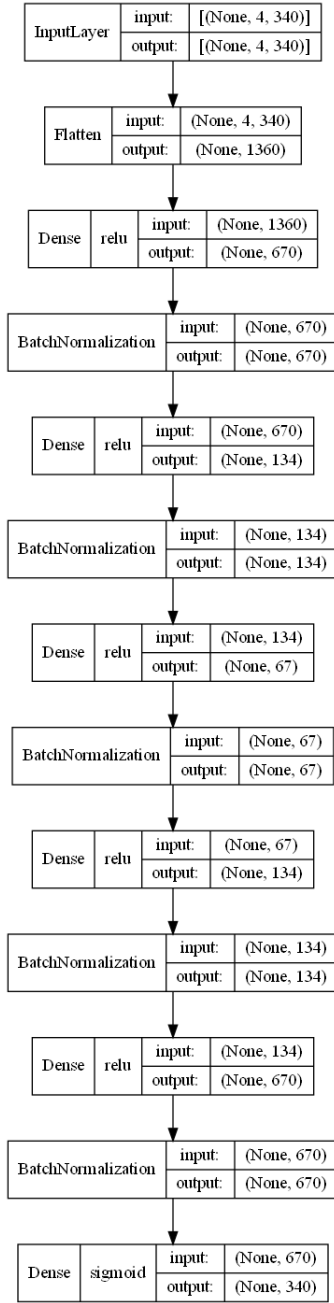 InputLayer input: [(None, 4, 340)]
output: [(None, 4, 340)]
Flatten input: (None, 4, 340)
output: (None, 1360)
Dense relu input: (None, 1360)
output: (None, 670)
BatchNormalization input: (None, 670)
output: (None, 670)
Dense relu input: (None, 670)
output: (None, 134)
BatchNormalization input: (None, 134)
output: (None, 134)
Dense relu input: (None, 134)
output: (None, 67)
BatchNormalization input: (None, 67)
output: (None, 67)
Dense relu input: (None, 67)
output: (None, 134)
BatchNormalization input: (None, 134)
output: (None, 134)
Dense relu input: (None, 134)
output: (None, 670)
BatchNormalization input: (None, 670)
output: (None, 670)
Dense sigmoid input: (None, 670)
output: (None, 340)